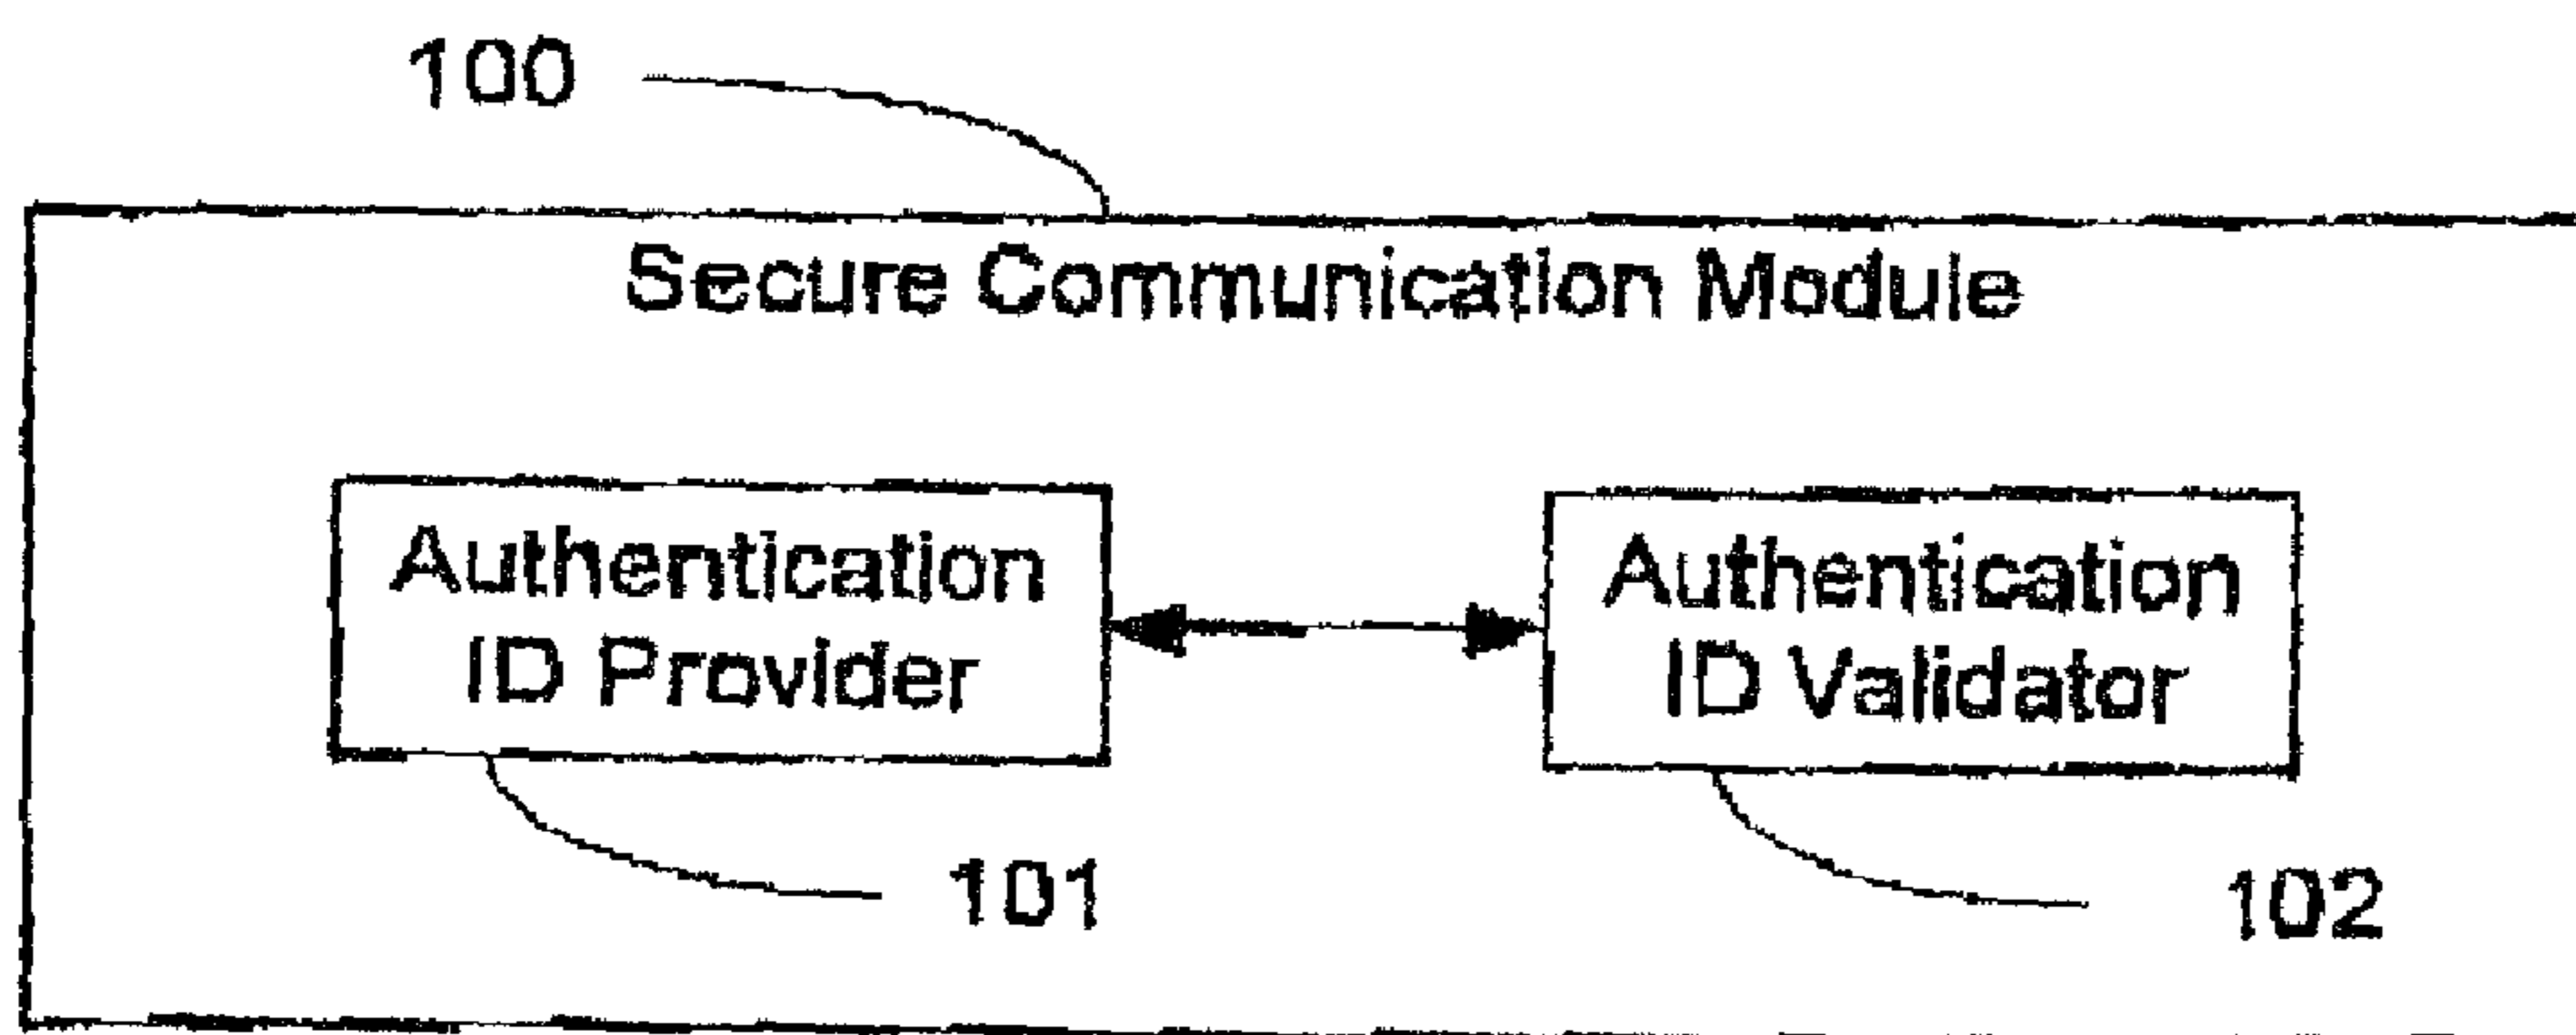 100
Secure Communication Module
Authentication
ID Provider
Authentication
ID Validator
101
102